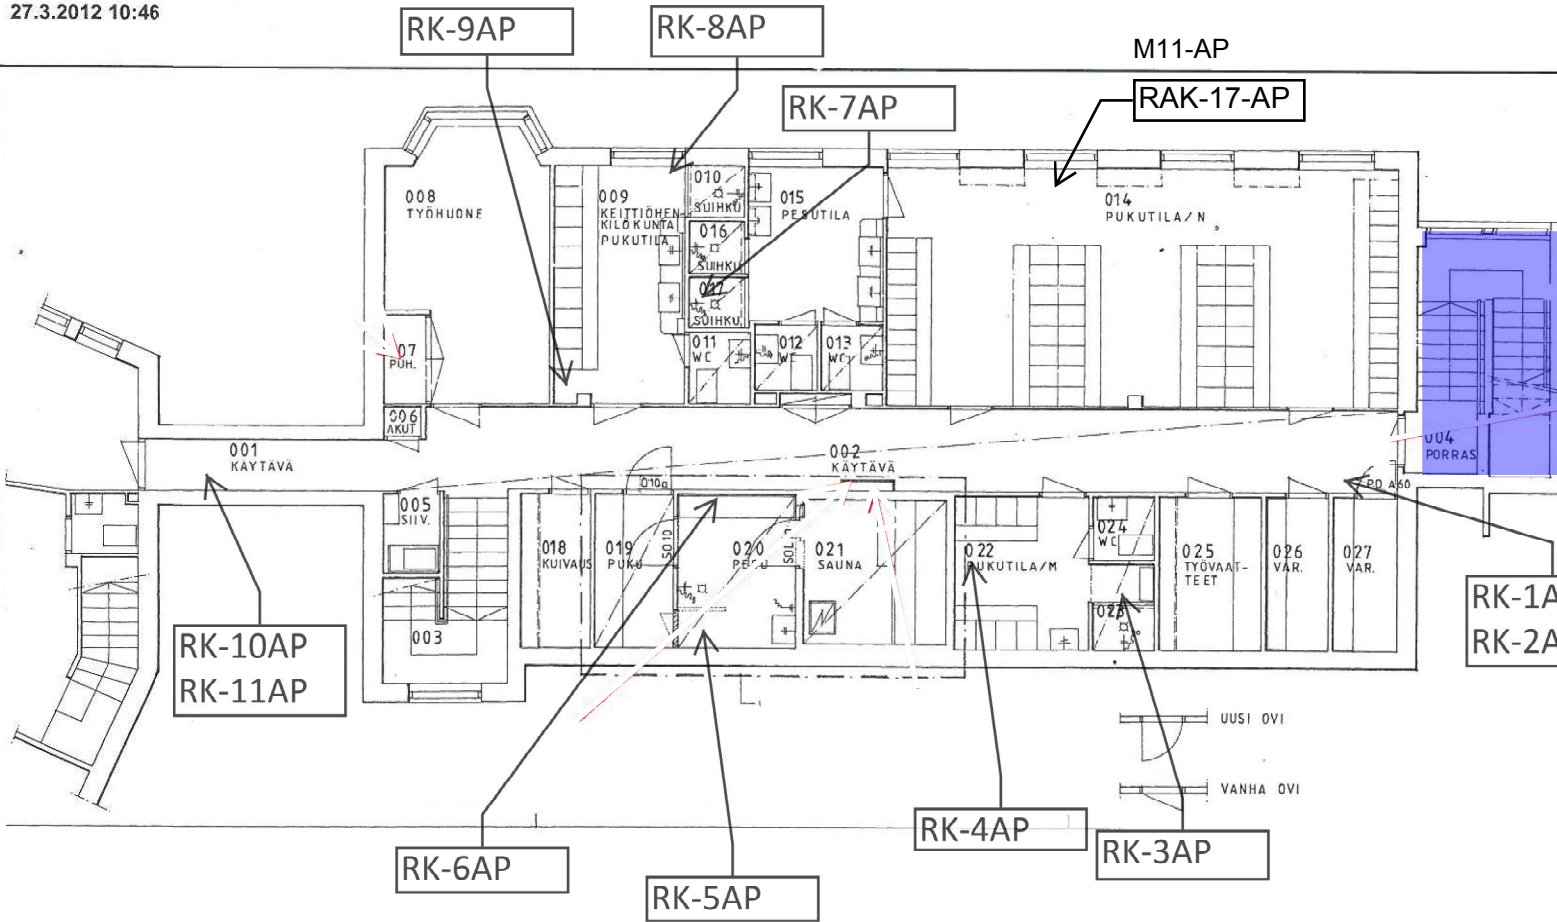 27.3.2012 10:46
RK-9AP
RK-8AP
M11-AP
RAK-17-AP
RK-7AP
008
TYÖHUONE
009
KEITTIÖHEN
KILÖKUNTA
PUKUTILA
010
SUIHKU
016
SUIHKU
017
SUIHKU
015
PESUTILA
014
PUKUTILA/N
07
PUH.
011
WC
012
WC
013
WC
006
AKUT
001
KÄYTÄVÄ
002
KÄYTÄVÄ
004
PORRAS
010a
PO A60
005
SIIV.
018
KUIVAUS
019
PUKU
020
PESU
021
SAUNA
022
PUKUTILA/M
024
WC
023
025
TYÖVAAT-
TEET
026
VAR.
027
VAR.
003
RK-10AP
RK-11AP
RK-1A
RK-2A
UUSI OVI
VANHA OVI
RK-6AP
RK-5AP
RK-4AP
RK-3AP